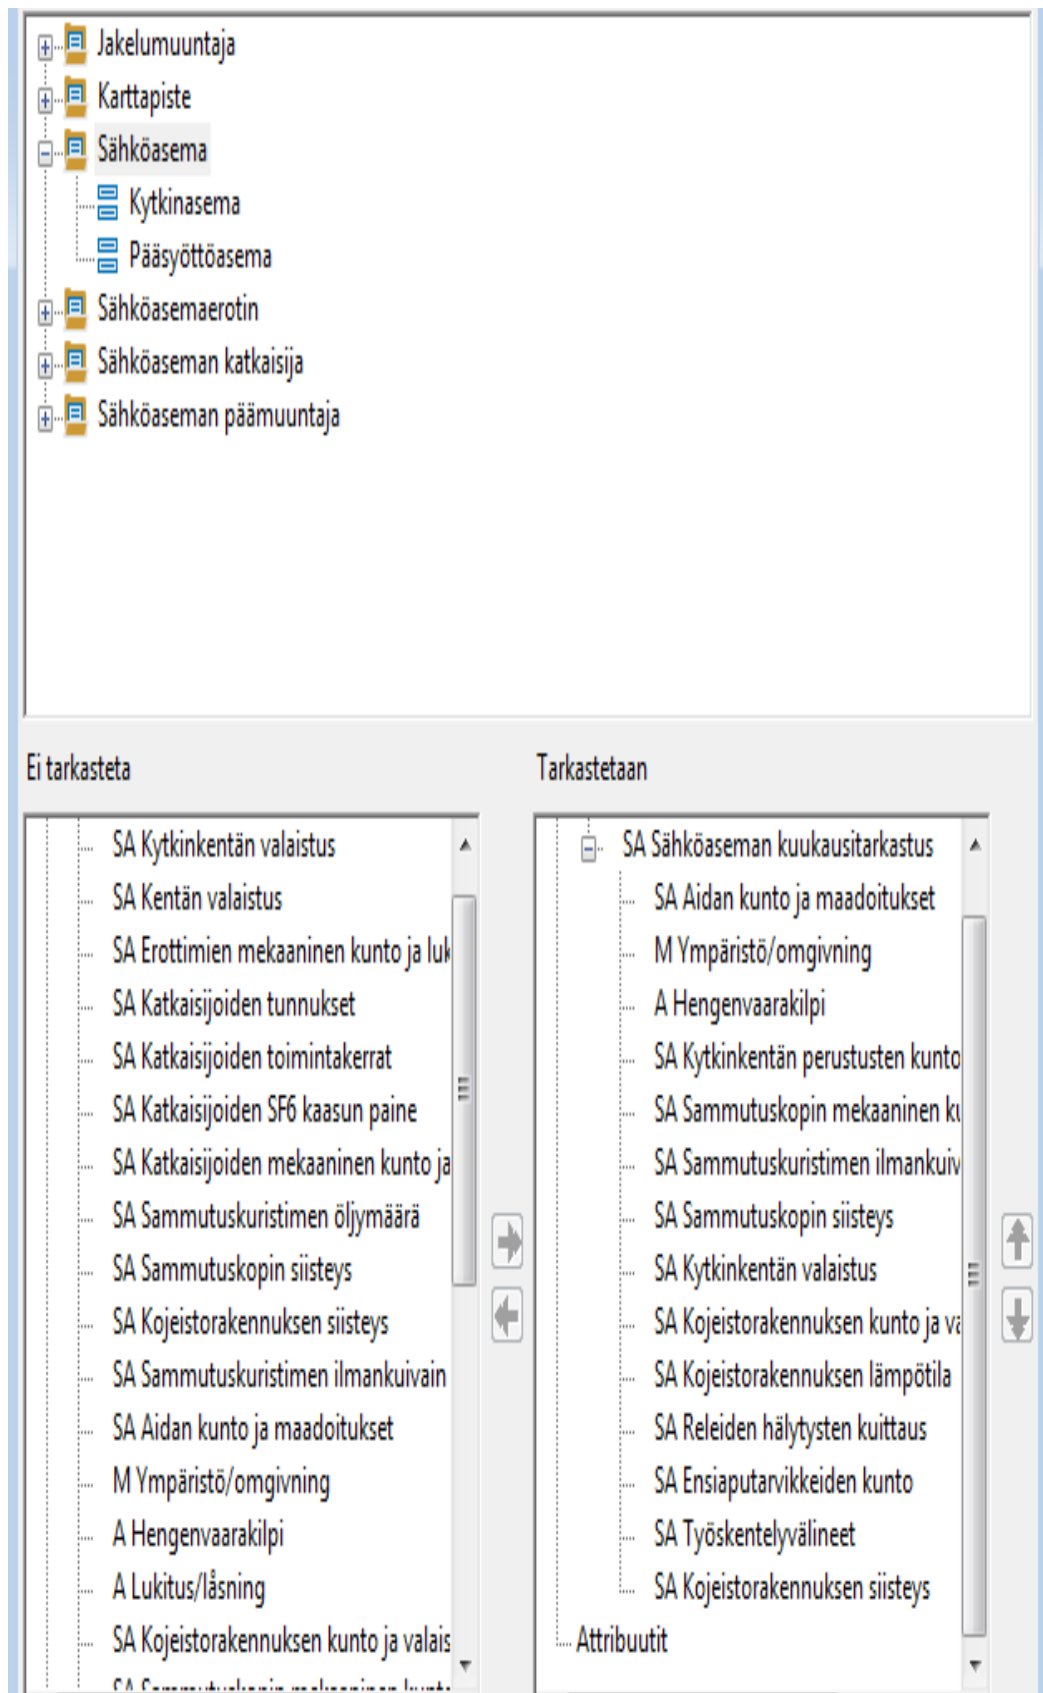 Jakelumuuntaja
Karttapiste
Sähköasema
Kytkinasema
Pääsyöttöasema
Sähköasemaerotin
Sähköaseman katkaisija
Sähköaseman päämuuntaja
Ei tarkasteta
SA Kytkinkentän valaistus
SA Kentän valaistus
SA Erottimien mekaaninen kunto ja luk
SA Katkaisijoiden tunnukset
SA Katkaisijoiden toimintakerrat
SA Katkaisijoiden SF6 kaasun paine
SA Katkaisijoiden mekaaninen kunto ja
SA Sammutuskuristimen öljymäärä
SA Sammutuskopin siisteys
SA Kojeistorakennuksen siisteys
SA Sammutuskuristimen ilmankuivain
SA Aidan kunto ja maadoitukset
M Ympäristö/omgivning
A Hengenvaarakilpi
A Lukitus/låsning
SA Kojeistorakennuksen kunto ja valais
SA Sammutuskopin mekaaninen kunto
Tarkastetaan
SA Sähköaseman kuukausitarkastus
SA Aidan kunto ja maadoitukset
M Ympäristö/omgivning
A Hengenvaarakilpi
SA Kytkinkentän perustusten kunto
SA Sammutuskopin mekaaninen ku
SA Sammutuskuristimen ilmankuiv
SA Sammutuskopin siisteys
SA Kytkinkentän valaistus
SA Kojeistorakennuksen kunto ja va
SA Kojeistorakennuksen lämpötila
SA Releiden hälytysten kuittaus
SA Ensiaputarvikkeiden kunto
SA Työskentelyvälineet
SA Kojeistorakennuksen siisteys
Attribuutit